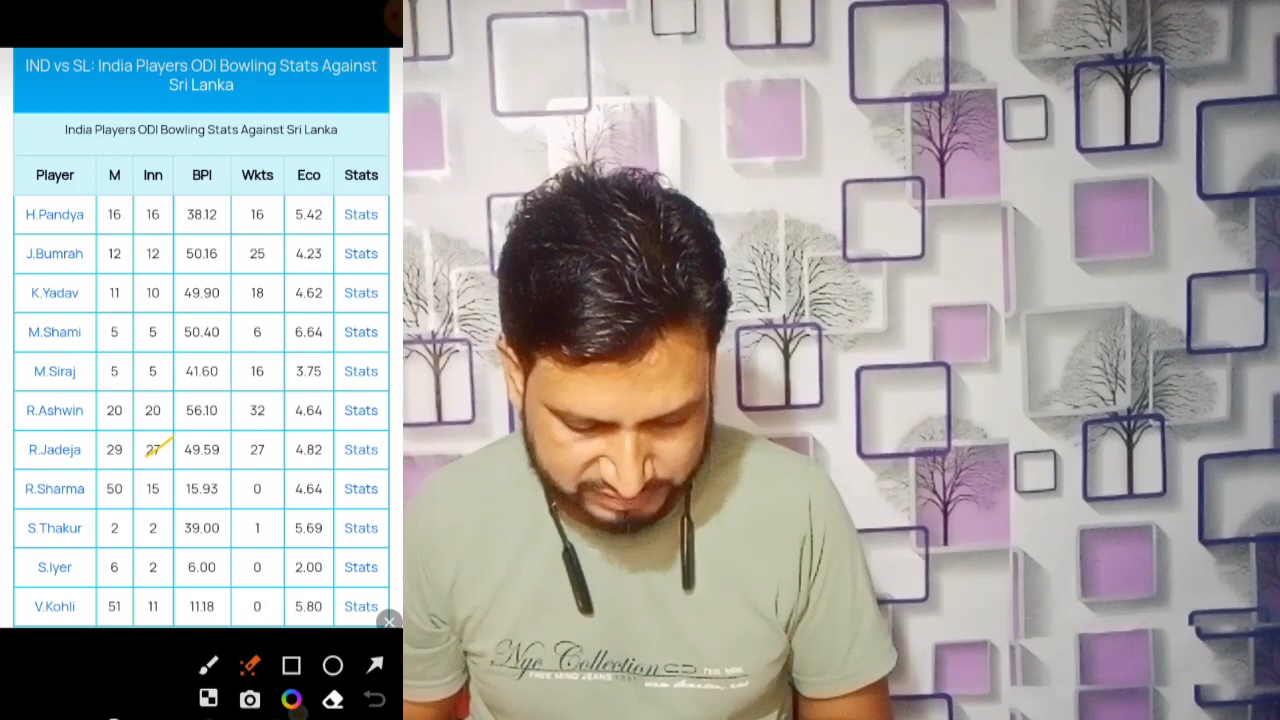 IND vs SL: India Players ODI Bowling Stats Against
Sri Lanka
India Players ODI Bowling Stats Against Sri Lanka
Player M Inn BPI Wkts Eco Stats
H.Pandya 16 16 38.12 16 5.42 Stats
J.Bumrah 12 12 50.16 25 4.23 Stats
K.Yadav 11 10 49.90 18 4.62 Stats
M.Shami 5 5 50.40 6 6.64 Stats
M.Siraj 5 5 41.60 16 3.75 Stats
R.Ashwin 20 20 56.10 32 4.64 Stats
R.Jadeja 29 27 49.59 27 4.82 Stats
R.Sharma 50 15 15.93 0 4.64 Stats
S.Thakur 2 2 39.00 1 5.69 Stats
S.Iyer 6 2 6.00 0 2.00 Stats
V.Kohli 51 11 11.18 0 5.80 Stats
Nyc Collection
FREE MIND JEANS